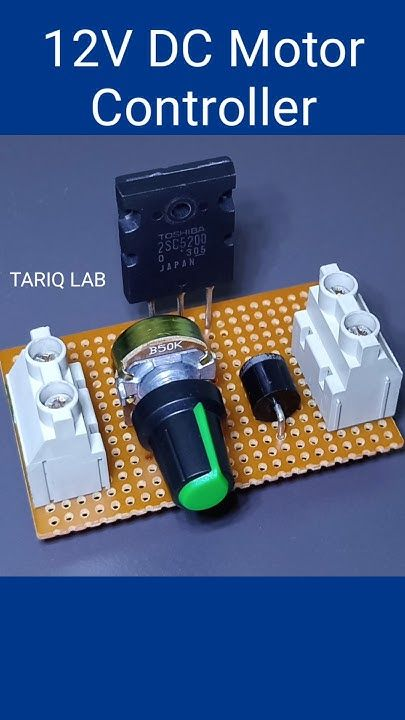 12V DC Motor
Controller
TOSHIBA
2SC5200
O 305
JAPAN
TARIQ LAB
B50K